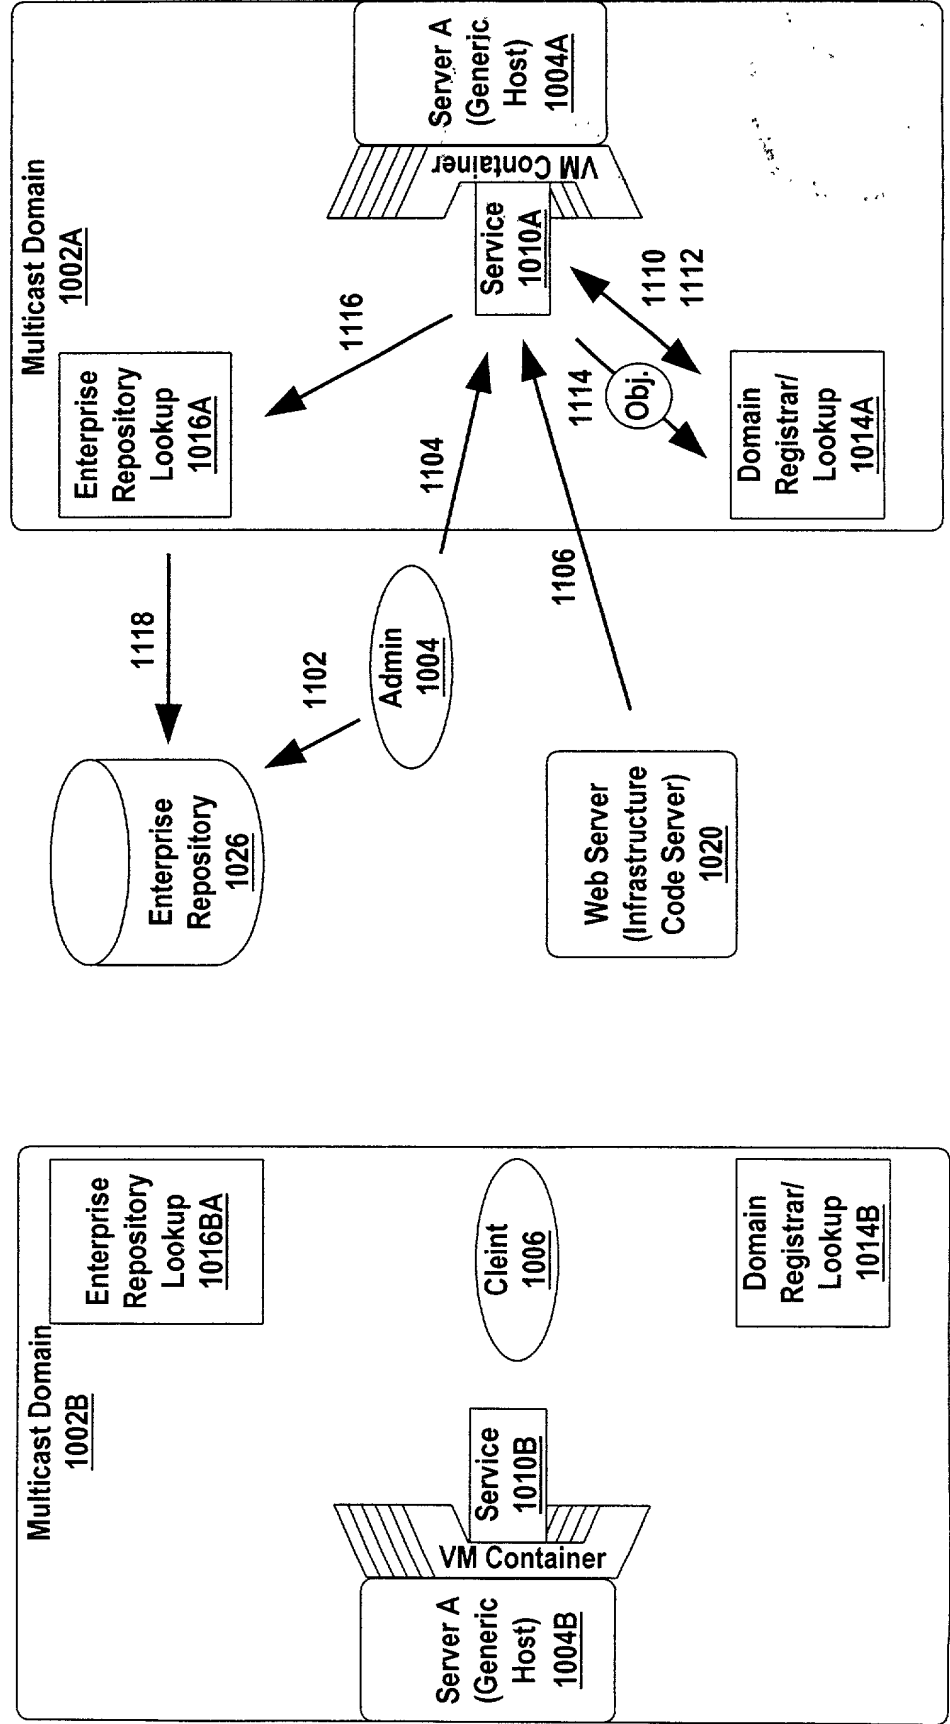 Multicast Domain
1002B
Enterprise
Repository
Lookup
1016BA
Server A
(Generic
Host)
1004B
VM Container
Service
1010B
Cleint
1006
Domain
Registrar/
Lookup
1014B
Enterprise
Repository
1026
1118
1102
Admin
1004
1104
1106
Web Server
(Infrastructure
Code Server)
1020
Multicast Domain
1002A
Enterprise
Repository
Lookup
1016A
1116
Service
1010A
VM Container
Server A
(Generic
Host)
1004A
1114
Obj.
1110
1112
Domain
Registrar/
Lookup
1014A